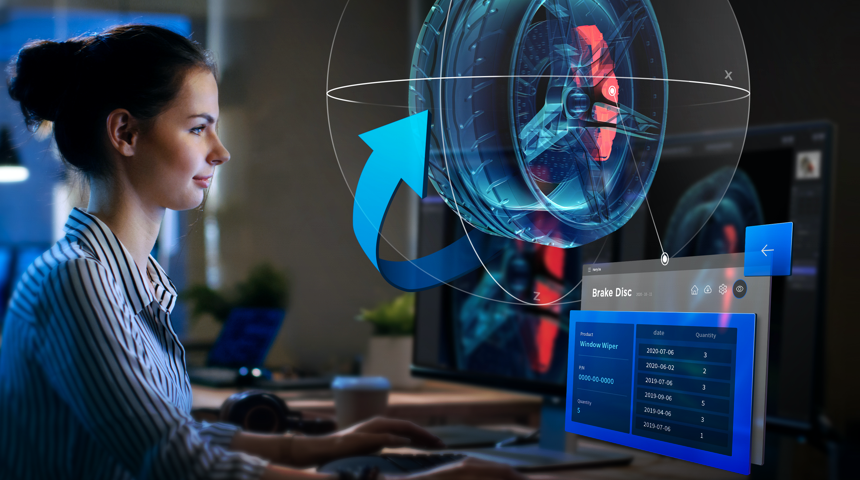 X
Z
Brake Disc
Product
Window Wiper
P/N
0000-00-0000
Quantity
5
date Quantity
2020-07-06 3
2020-06-02 2
2019-07-06 3
2019-09-06 5
2019-04-06 3
2019-07-06 1